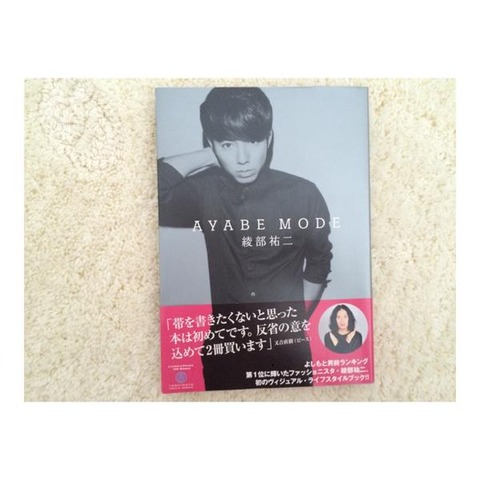 AYABE MODE
綾部祐二
「帯を書きたくないと思った
本は初めてです。反省の意を
込めて2冊買います」又吉直樹(ピース)
よしもと男前ランキング
第1位に輝いたファッショニスタ・綾部祐二、
初のヴィジュアル・ライフスタイルブック!!